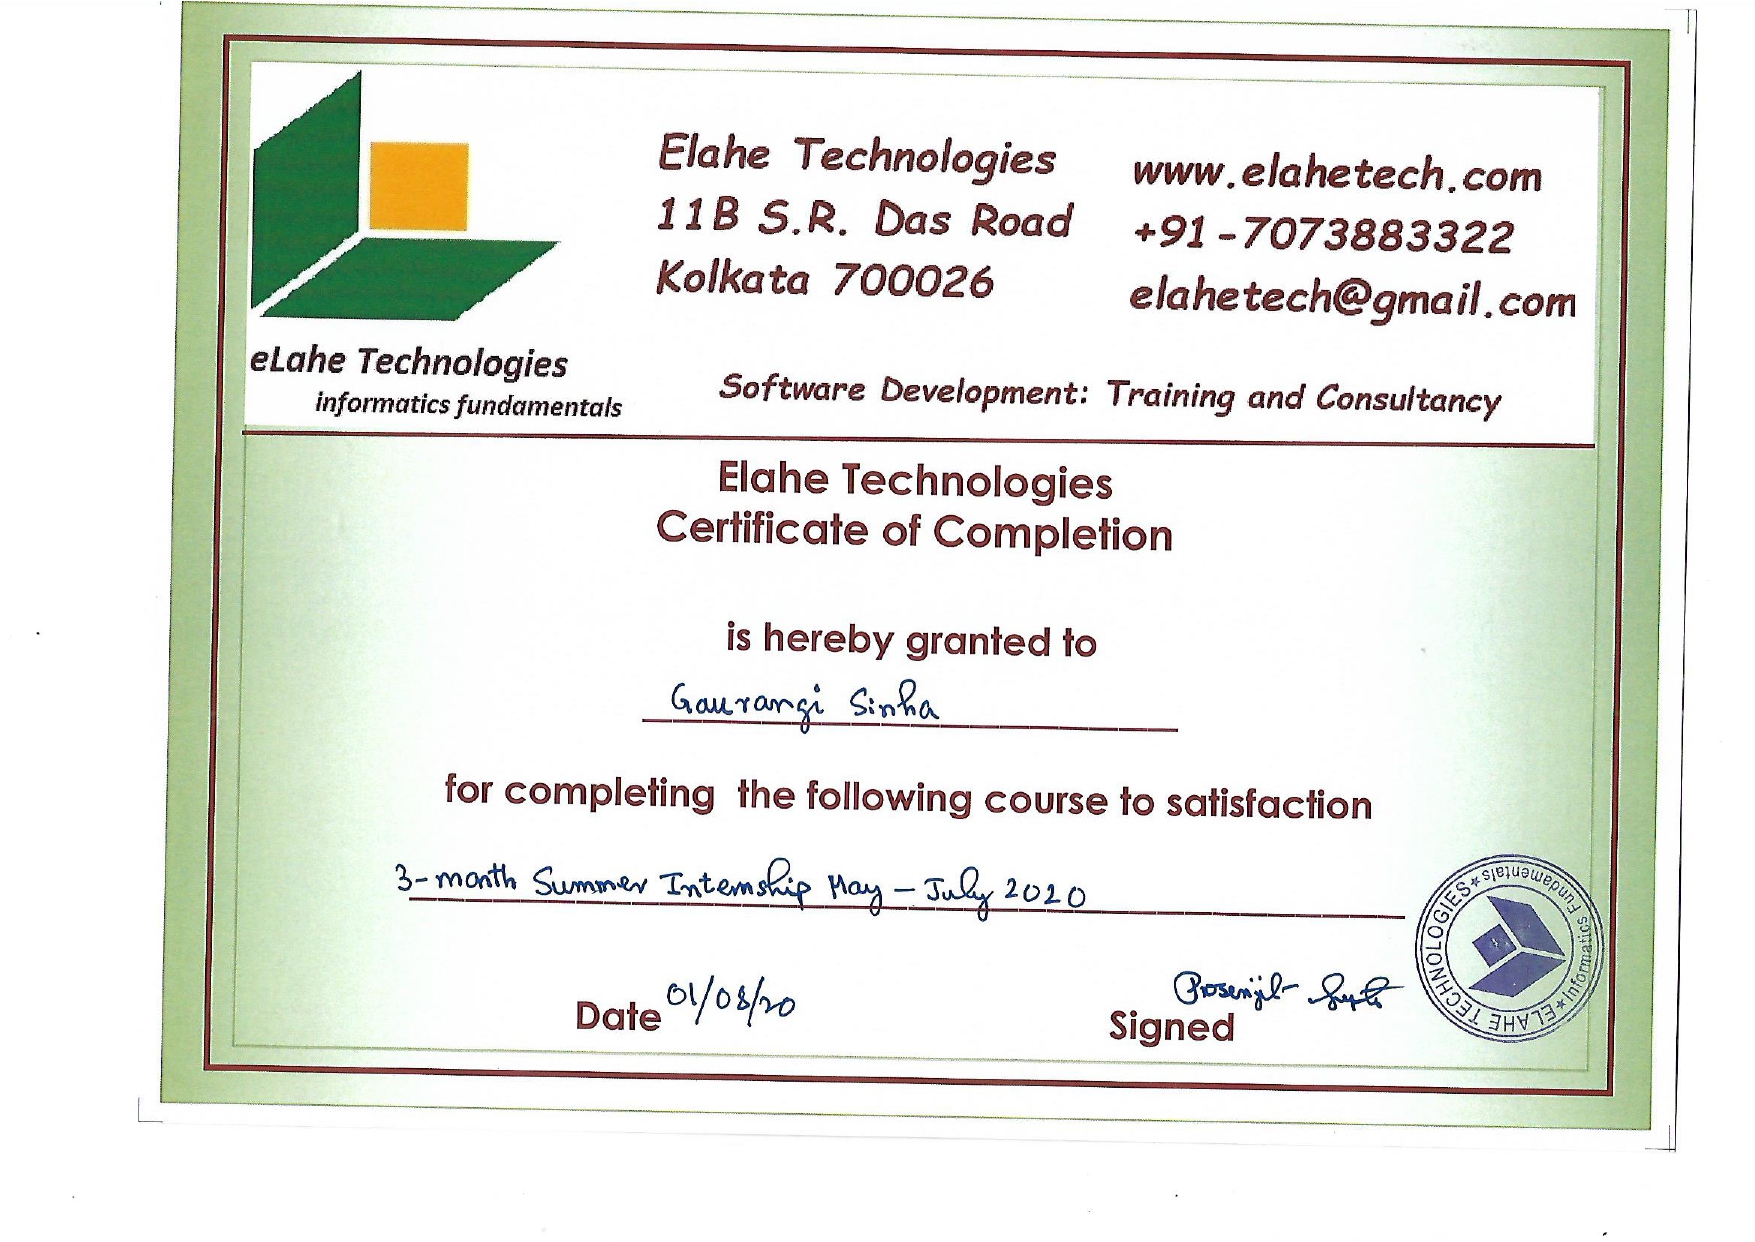 Elahe Technologies
11B S.R. Das Road
Kolkata 700026
www.elahetech.com
+91-7073883322
elahetech@gmail.com
eLahe Technologies
informatics fundamentals
Software Development: Training and Consultancy
Elahe Technologies
Certificate of Completion
is hereby granted to
Gaurangi Sinha
for completing the following course to satisfaction
3-month Summer Internship May - July 2020
Date 01/08/20
Prosenjit Gupta
Signed
ELAHE TECHNOLOGIES ★ Informatics Fundamentals ★